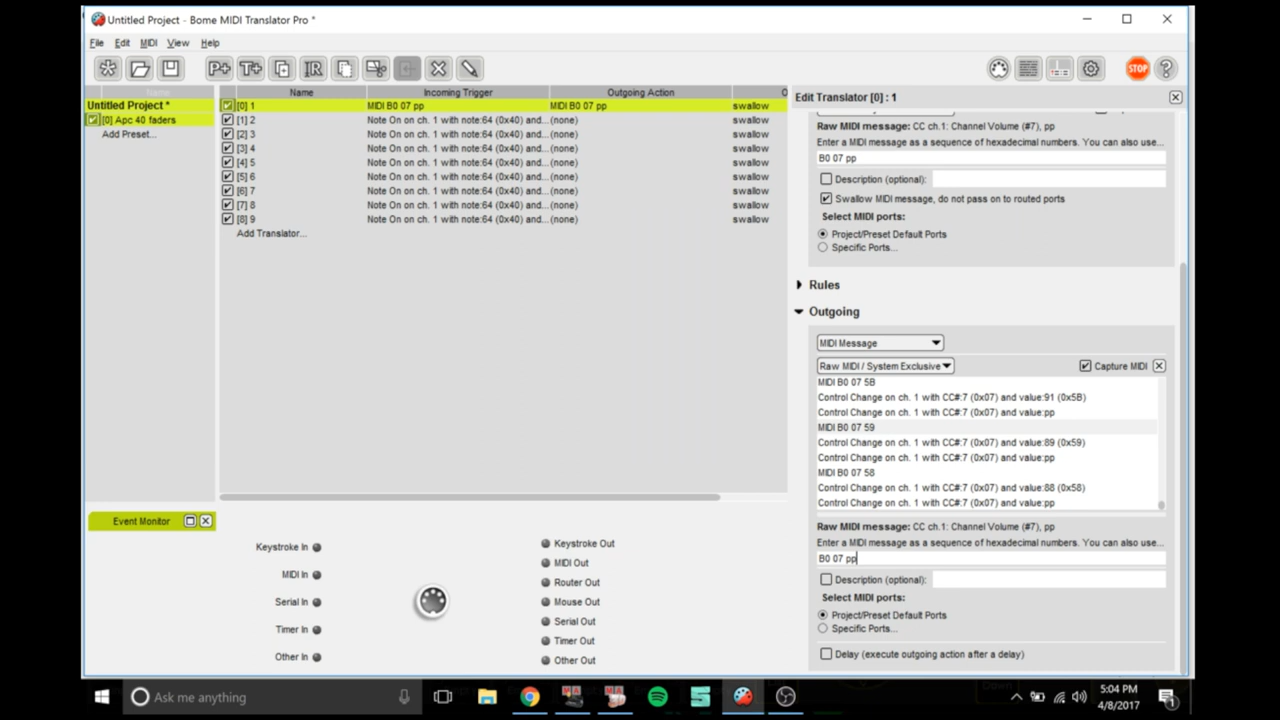 Untitled Project - Bome MIDI Translator Pro *
File Edit MIDI View Help
P+ T+ IR STOP ?
Name
Untitled Project *
[0] Apc 40 faders
Add Preset...
Name Incoming Trigger Outgoing Action O
[0] 1 MIDI B0 07 pp MIDI B0 07 pp swallow
[1] 2 Note On on ch. 1 with note:64 (0x40) and... (none) swallow
[2] 3 Note On on ch. 1 with note:64 (0x40) and... (none) swallow
[3] 4 Note On on ch. 1 with note:64 (0x40) and... (none) swallow
[4] 5 Note On on ch. 1 with note:64 (0x40) and... (none) swallow
[5] 6 Note On on ch. 1 with note:64 (0x40) and... (none) swallow
[6] 7 Note On on ch. 1 with note:64 (0x40) and... (none) swallow
[7] 8 Note On on ch. 1 with note:64 (0x40) and... (none) swallow
[8] 9 Note On on ch. 1 with note:64 (0x40) and... (none) swallow
Add Translator...
Edit Translator [0] : 1
Raw MIDI message: CC ch.1: Channel Volume (#7), pp
Enter a MIDI message as a sequence of hexadecimal numbers. You can also use...
B0 07 pp
Description (optional):
Swallow MIDI message, do not pass on to routed ports
Select MIDI ports:
Project/Preset Default Ports
Specific Ports...
Rules
Outgoing
MIDI Message
Raw MIDI / System Exclusive Capture MIDI
MIDI B0 07 5B
Control Change on ch. 1 with CC#:7 (0x07) and value:91 (0x5B)
Control Change on ch. 1 with CC#:7 (0x07) and value:pp
MIDI B0 07 59
Control Change on ch. 1 with CC#:7 (0x07) and value:89 (0x59)
Control Change on ch. 1 with CC#:7 (0x07) and value:pp
MIDI B0 07 58
Control Change on ch. 1 with CC#:7 (0x07) and value:88 (0x58)
Control Change on ch. 1 with CC#:7 (0x07) and value:pp
Raw MIDI message: CC ch.1: Channel Volume (#7), pp
Enter a MIDI message as a sequence of hexadecimal numbers. You can also use...
B0 07 pp
Description (optional):
Select MIDI ports:
Project/Preset Default Ports
Specific Ports...
Delay (execute outgoing action after a delay)
Event Monitor
Keystroke In
MIDI In
Serial In
Timer In
Other In
Keystroke Out
MIDI Out
Router Out
Mouse Out
Serial Out
Timer Out
Other Out
Ask me anything
5:04 PM
4/8/2017
1